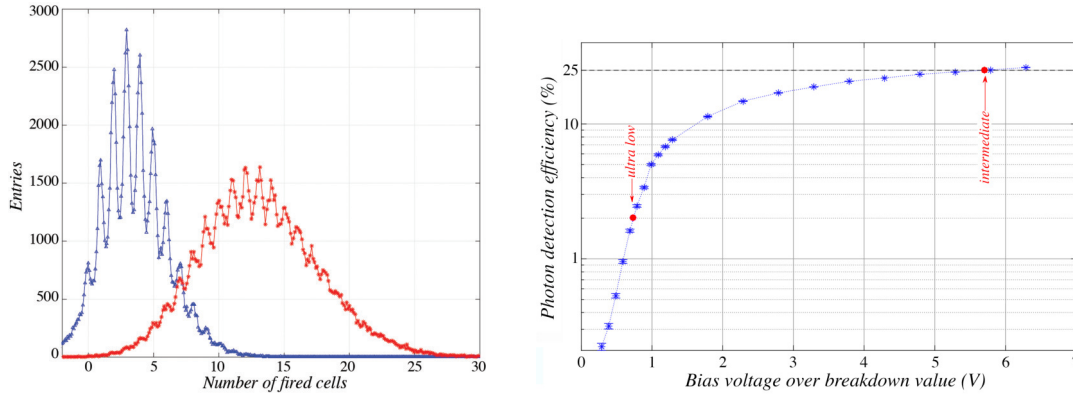 3000
2500
2000
1500
1000
500
0
Entries
0 5 10 15 20 25 30
Number of fired cells
25
10
1
Photon detection efficiency (%)
ultra low
intermediate
0 1 2 3 4 5 6 7
Bias voltage over breakdown value (V)